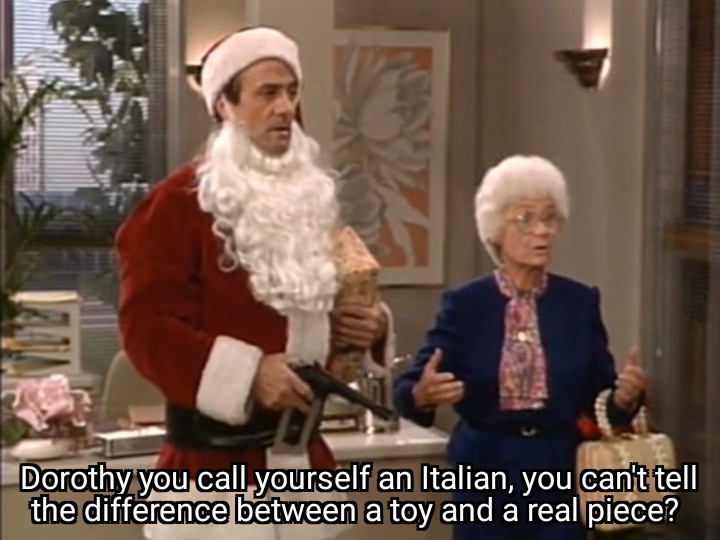 Dorothy you call yourself an Italian, you can't tell
the difference between a toy and a real piece?